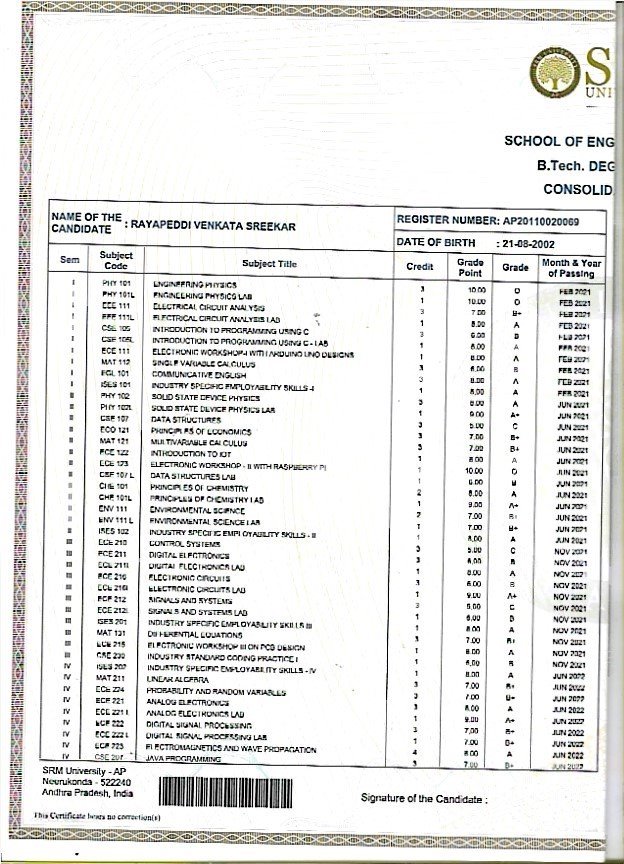 S
UNI
SCHOOL OF ENG
B.Tech. DEG
CONSOLID
NAME OF THE CANDIDATE : RAYAPEDDI VENKATA SREEKAR
REGISTER NUMBER: AP20110020069
DATE OF BIRTH : 21-08-2002
Sem Subject Code Subject Title Credit Grade Point Grade Month & Year of Passing
I PHY 101 ENGINEERING PHYSICS 3 10.00 O FEB 2021
I PHY 101L ENGINEERING PHYSICS LAB 1 10.00 O FEB 2021
I EEE 111 ELECTRICAL CIRCUIT ANALYSIS 3 7.00 B+ FEB 2021
I EEE 111L ELECTRICAL CIRCUIT ANALYSIS LAB 1 8.00 A FEB 2021
I CSE 105 INTRODUCTION TO PROGRAMMING USING C 3 6.00 B FEB 2021
I CSE 105L INTRODUCTION TO PROGRAMMING USING C - LAB 1 8.00 A FEB 2021
I ECE 111 ELECTRONIC WORKSHOP-I WITH ARDUINO UNO DESIGNS 1 8.00 A FEB 2021
I MAT 112 SINGLE VARIABLE CALCULUS 3 6.00 B FEB 2021
I EGL 101 COMMUNICATIVE ENGLISH 3 8.00 A FEB 2021
I ISES 101 INDUSTRY SPECIFIC EMPLOYABILITY SKILLS -I 1 8.00 A FEB 2021
II PHY 102 SOLID STATE DEVICE PHYSICS 3 8.00 A JUN 2021
II PHY 102L SOLID STATE DEVICE PHYSICS LAB 1 9.00 A+ JUN 2021
II CSE 107 DATA STRUCTURES 3 5.00 C JUN 2021
II ECO 121 PRINCIPLES OF ECONOMICS 3 7.00 B+ JUN 2021
II MAT 121 MULTIVARIABLE CALCULUS 3 7.00 B+ JUN 2021
II ECE 122 INTRODUCTION TO IOT 1 8.00 A JUN 2021
II ECE 123 ELECTRONIC WORKSHOP - II WITH RASPBERRY PI 1 10.00 O JUN 2021
II CSE 107 L DATA STRUCTURES LAB 1 6.00 B JUN 2021
II CHE 101 PRINCIPLES OF CHEMISTRY 2 8.00 A JUN 2021
II CHE 101L PRINCIPLES OF CHEMISTRY LAB 1 9.00 A+ JUN 2021
II ENV 111 ENVIRONMENTAL SCIENCE 2 7.00 B+ JUN 2021
II ENV 111 L ENVIRONMENTAL SCIENCE LAB 1 7.00 B+ JUN 2021
II ISES 102 INDUSTRY SPECIFIC EMPLOYABILITY SKILLS - II 1 8.00 A JUN 2021
III ECE 210 CONTROL SYSTEMS 3 5.00 C NOV 2021
III ECE 211 DIGITAL ELECTRONICS 3 6.00 B NOV 2021
III ECE 211L DIGITAL ELECTRONICS LAB 1 8.00 A NOV 2021
III ECE 216 ELECTRONIC CIRCUITS 3 6.00 B NOV 2021
III ECE 216L ELECTRONIC CIRCUITS LAB 1 9.00 A+ NOV 2021
III ECE 212 SIGNALS AND SYSTEMS 3 5.00 C NOV 2021
III ECE 212L SIGNALS AND SYSTEMS LAB 1 6.00 B NOV 2021
III ISES 201 INDUSTRY SPECIFIC EMPLOYABILITY SKILLS III 1 8.00 A NOV 2021
III MAT 131 DIFFERENTIAL EQUATIONS 3 7.00 B+ NOV 2021
III ECE 215 ELECTRONIC WORKSHOP III ON PCB DESIGN 1 8.00 A NOV 2021
III CSE 230 INDUSTRY STANDARD CODING PRACTICE I 1 6.00 B NOV 2021
IV ISES 202 INDUSTRY SPECIFIC EMPLOYABILITY SKILLS - IV 1 8.00 A JUN 2022
IV MAT 211 LINEAR ALGEBRA 3 7.00 B+ JUN 2022
IV ECE 224 PROBABILITY AND RANDOM VARIABLES 3 7.00 B+ JUN 2022
IV ECE 221 ANALOG ELECTRONICS 3 8.00 A JUN 2022
IV ECE 221 L ANALOG ELECTRONICS LAB 1 9.00 A+ JUN 2022
IV ECE 222 DIGITAL SIGNAL PROCESSING 3 7.00 B+ JUN 2022
IV ECE 222 L DIGITAL SIGNAL PROCESSING LAB 1 7.00 B+ JUN 2022
IV ECE 223 ELECTROMAGNETICS AND WAVE PROPAGATION 4 8.00 A JUN 2022
IV CSE 207 JAVA PROGRAMMING 3 7.00 B+ JUN 2022
SRM University - AP
Neerukonda - 522240
Andhra Pradesh, India
Signature of the Candidate :
This Certificate bears no correction(s)